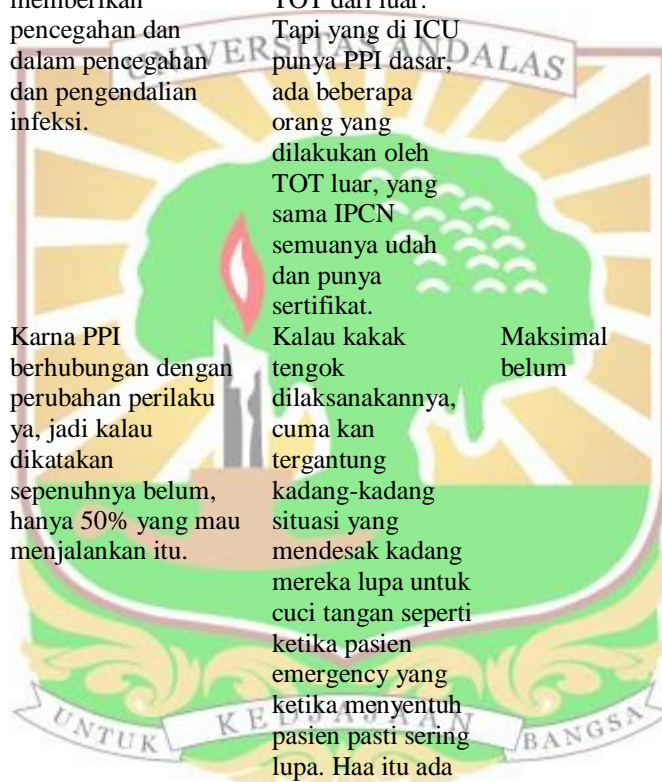 memberikan
pencegahan dan
dalam pencegahan
dan pengendalian
infeksi.
TOT dari luar.
Tapi yang di ICU
punya PPI dasar,
ada beberapa
orang yang
dilakukan oleh
TOT luar, yang
sama IPCN
semuanya udah
dan punya
sertifikat.
Karna PPI
berhubungan dengan
perubahan perilaku
ya, jadi kalau
dikatakan
sepenuhnya belum,
hanya 50% yang mau
menjalankan itu.
Kalau kakak
tengok
dilaksanakannya,
cuma kan
tergantung
kadang-kadang
situasi yang
mendesak kadang
mereka lupa untuk
cuci tangan seperti
ketika pasien
emergency yang
ketika menyentuh
pasien pasti sering
lupa. Haa itu ada
Maksimal
belum
UNIVERSITAS ANDALAS
UNTUK KEDJAJAAN BANGSA